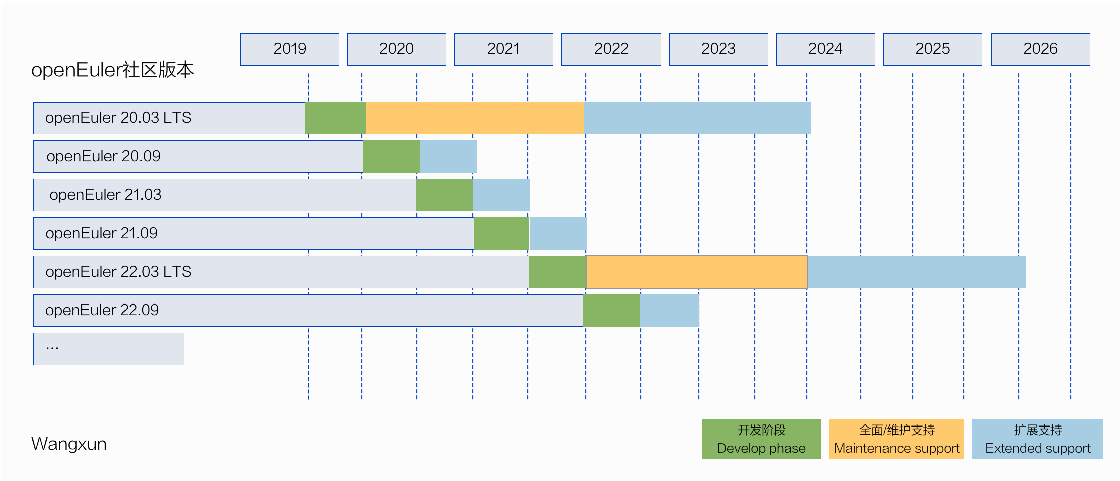 2019 2020 2021 2022 2023 2024 2025 2026
openEuler社区版本
openEuler 20.03 LTS
openEuler 20.09
openEuler 21.03
openEuler 21.09
openEuler 22.03 LTS
openEuler 22.09
...
Wangxun
开发阶段
Develop phase
全面/维护支持
Maintenance support
扩展支持
Extended support